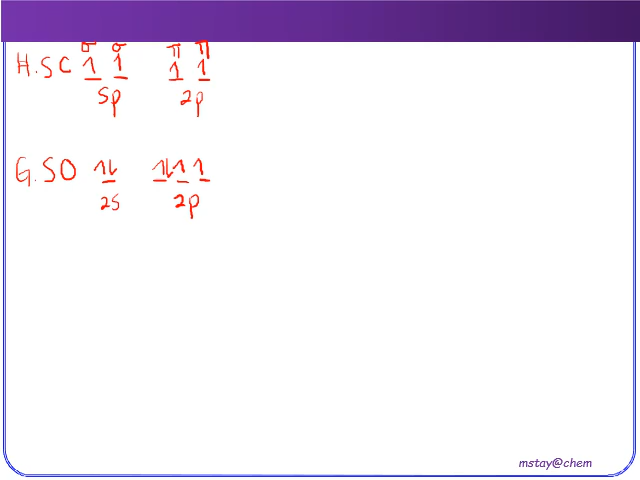 σ σ π π
H.S C 1 1 1 1
sp 2p
G.S O 1L 1L 1 1
2s 2p
mstay@chem